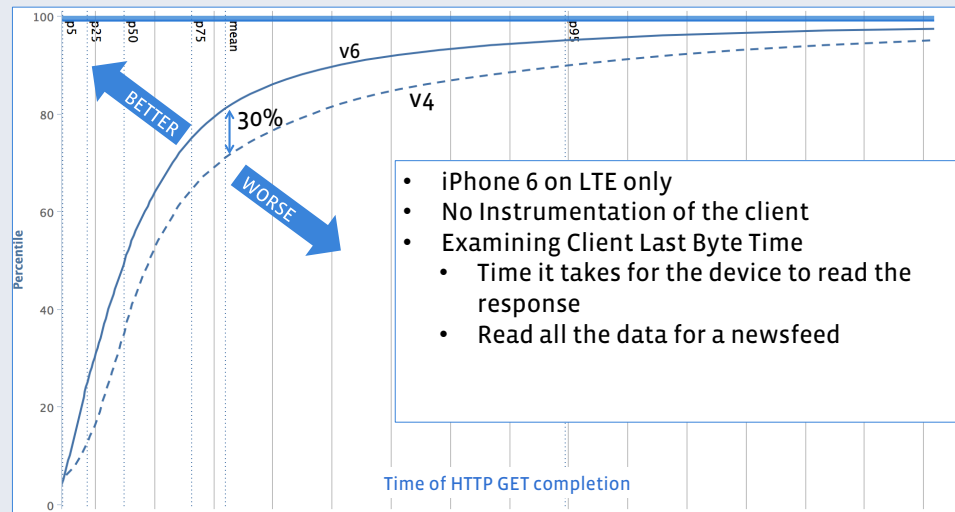 100
p5
p25
p50
p75
mean
p95
v6
BETTER
v4
80
30%
WORSE
• iPhone 6 on LTE only
• No Instrumentation of the client
• Examining Client Last Byte Time
• Time it takes for the device to read the
response
• Read all the data for a newsfeed
60
Percentile
40
20
Time of HTTP GET completion
0